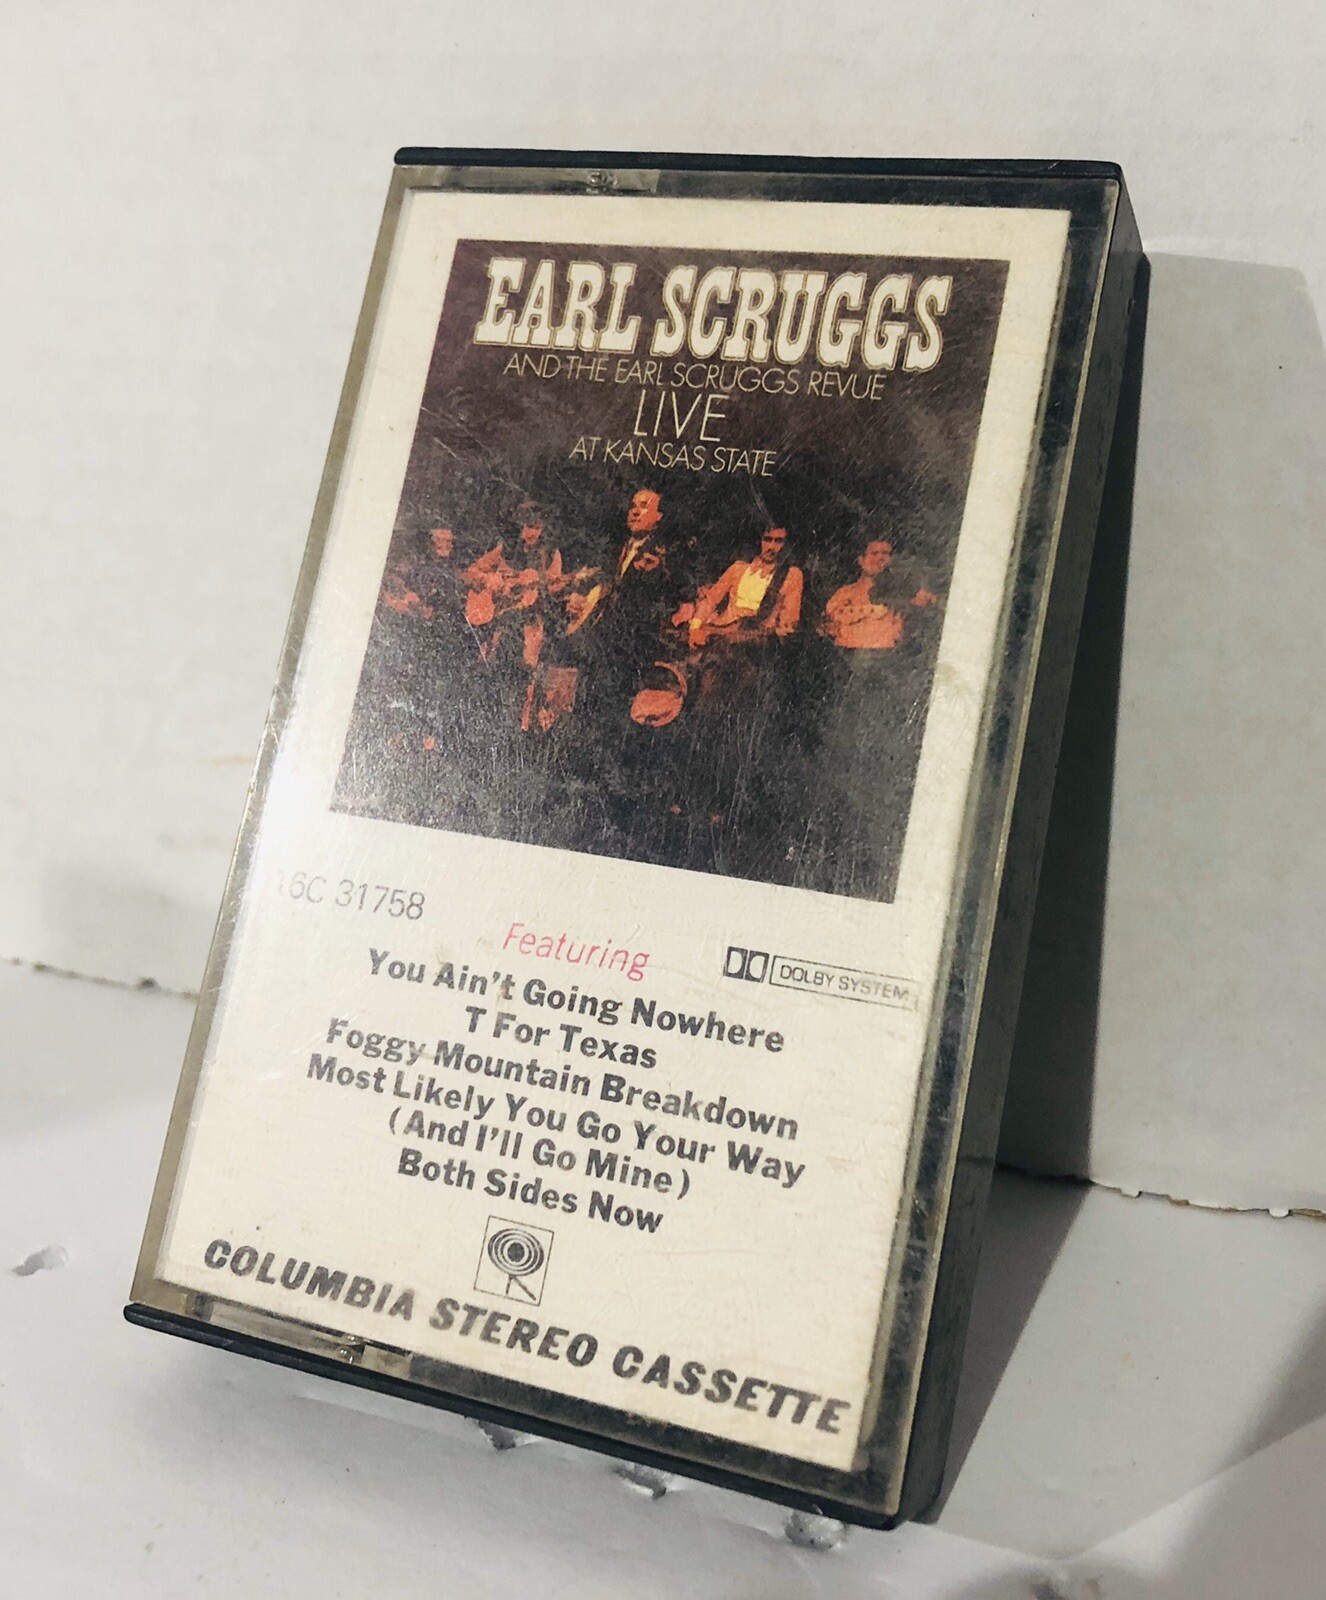 EARL SCRUGGS
AND THE EARL SCRUGGS REVUE
LIVE
AT KANSAS STATE
16C 31758
Featuring
DOLBY SYSTEM
You Ain't Going Nowhere
T For Texas
Foggy Mountain Breakdown
Most Likely You Go Your Way
(And I'll Go Mine)
Both Sides Now
COLUMBIA STEREO CASSETTE